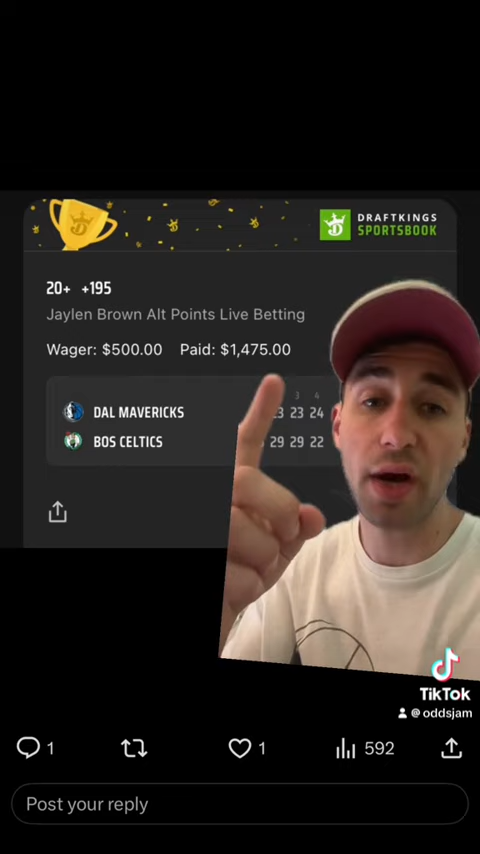 DRAFTKINGS
SPORTSBOOK
20+ +195
Jaylen Brown Alt Points Live Betting
Wager: $500.00 Paid: $1,475.00
3 4
DAL MAVERICKS 23 24
BOS CELTICS 29 29 22
TikTok
@oddsjam
1
1
592
Post your reply